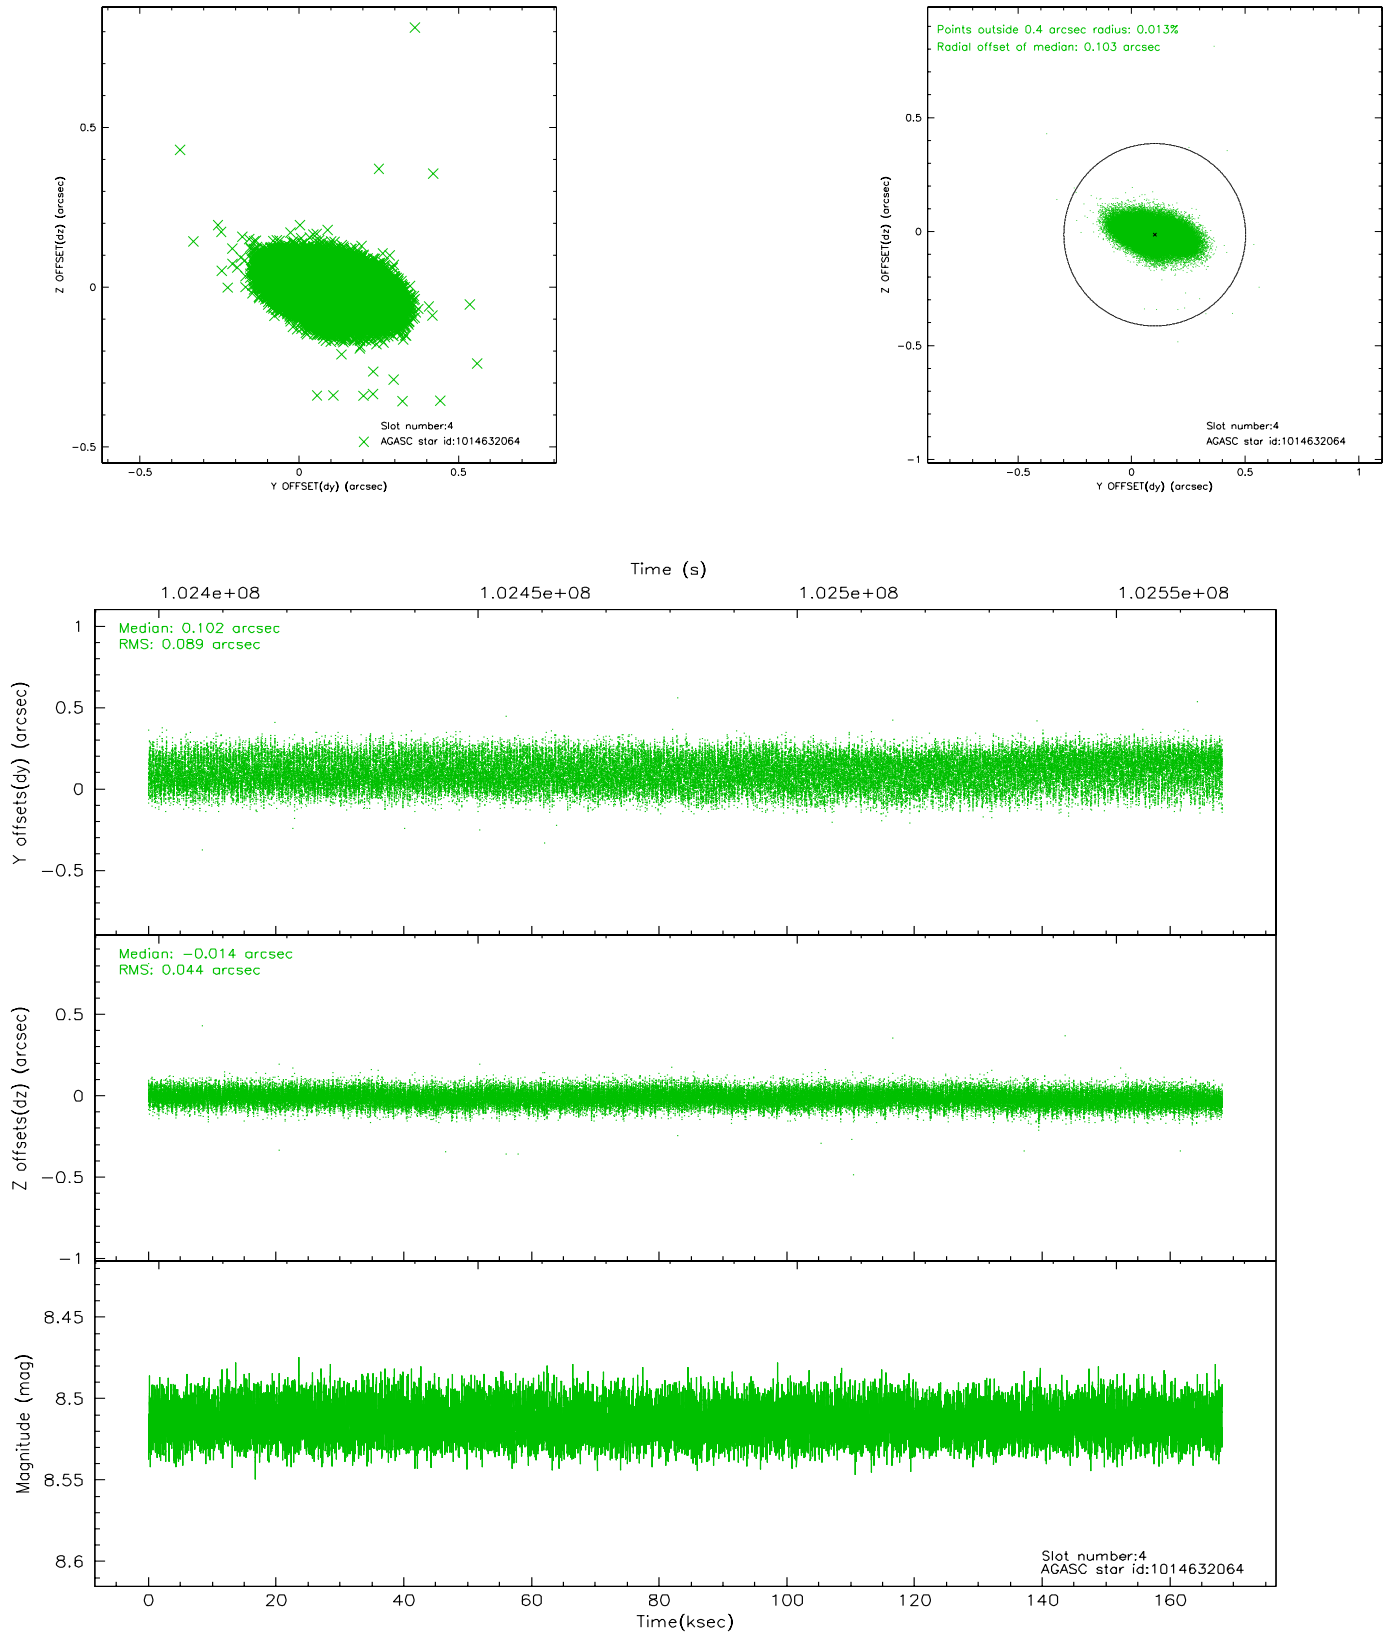 0.5
0
-0.5
Z OFFSET(dz) (arcsec)
Slot number:4
AGASC star id:1014632064
-0.5
0
0.5
Y OFFSET(dy) (arcsec)
Points outside 0.4 arcsec radius: 0.013%
Radial offset of median: 0.103 arcsec
0.5
0
-0.5
-1
Z OFFSET(dz) (arcsec)
Slot number:4
AGASC star id:1014632064
-0.5
0
0.5
1
Y OFFSET(dy) (arcsec)
Time (s)
1.024e+08
1.0245e+08
1.025e+08
1.0255e+08
Median: 0.102 arcsec
RMS: 0.089 arcsec
1
0.5
0
-0.5
Y offsets(dy) (arcsec)
Median: -0.014 arcsec
RMS: 0.044 arcsec
0.5
0
-0.5
-1
Z offsets(dz) (arcsec)
8.45
8.5
8.55
8.6
Magnitude (mag)
Slot number:4
AGASC star id:1014632064
0
20
40
60
80
100
120
140
160
Time(ksec)